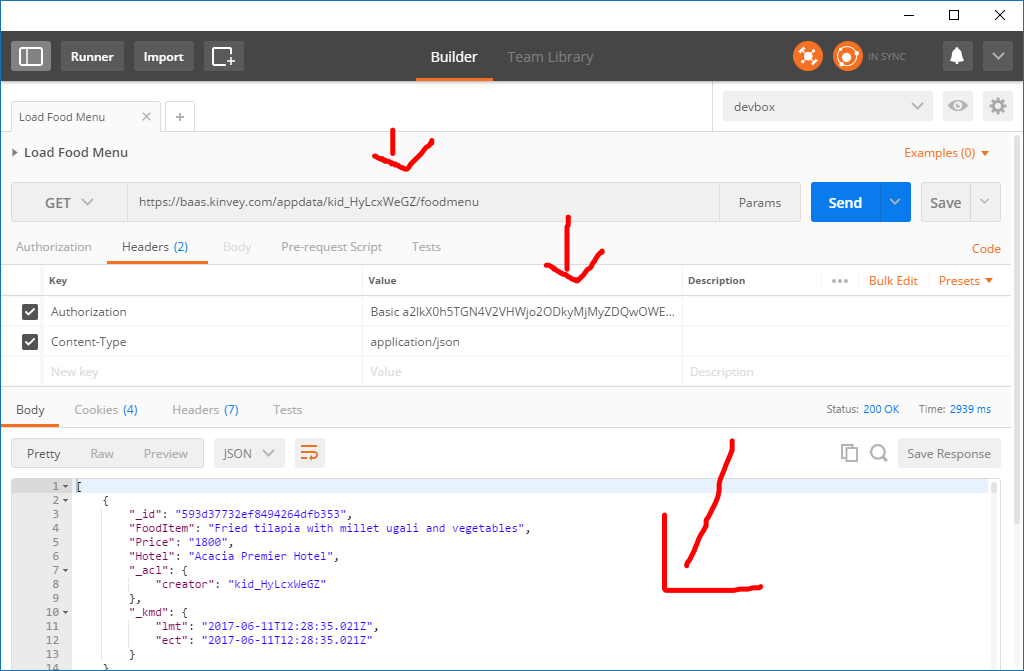 Runner Import Builder Team Library IN SYNC
Load Food Menu devbox
Load Food Menu Examples (0)
GET https://baas.kinvey.com/appdata/kid_HyLcxWeGZ/foodmenu Params Send Save
Authorization Headers (2) Body Pre-request Script Tests Code
Key Value Description ••• Bulk Edit Presets
Authorization Basic a2lkX0h5TGN4V2VHWjo2ODkyMjMyZDQwOWE...
Content-Type application/json
New key Value Description
Body Cookies (4) Headers (7) Tests Status: 200 OK Time: 2939 ms
Pretty Raw Preview JSON Save Response
1 [
2 {
3 "_id": "593d37732ef8494264dfb353",
4 "FoodItem": "Fried tilapia with millet ugali and vegetables",
5 "Price": "1800",
6 "Hotel": "Acacia Premier Hotel",
7 "_acl": {
8 "creator": "kid_HyLcxWeGZ"
9 },
10 "_kmd": {
11 "lmt": "2017-06-11T12:28:35.021Z",
12 "ect": "2017-06-11T12:28:35.021Z"
13 }
14 }